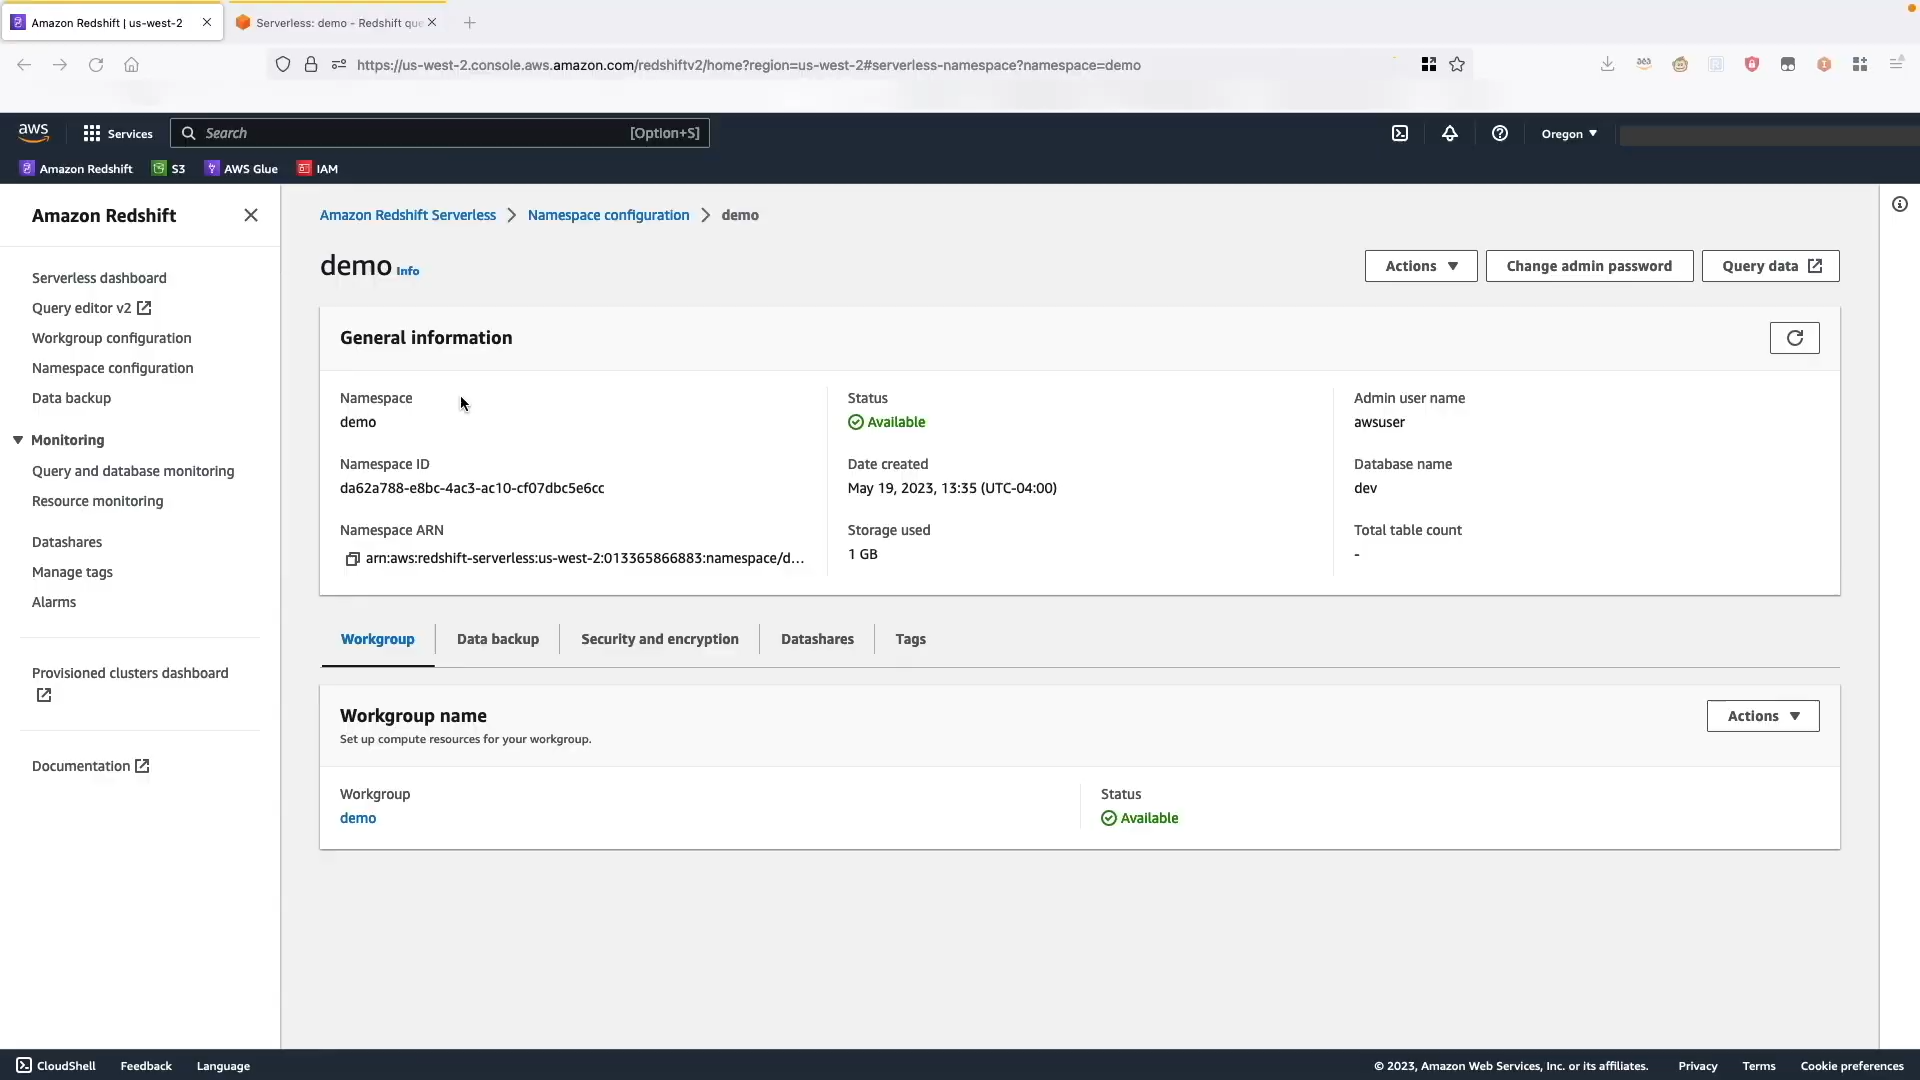 Amazon Redshift | us-west-2
Serverless: demo - Redshift que
https://us-west-2.console.aws.amazon.com/redshiftv2/home?region=us-west-2#serverless-namespace?namespace=demo
aws
Services
Search
[Option+S]
Oregon
Amazon Redshift
S3
AWS Glue
IAM
Amazon Redshift
Serverless dashboard
Query editor v2
Workgroup configuration
Namespace configuration
Data backup
Monitoring
Query and database monitoring
Resource monitoring
Datashares
Manage tags
Alarms
Provisioned clusters dashboard
Documentation
Amazon Redshift Serverless
Namespace configuration
demo
demo Info
Actions
Change admin password
Query data
General information
Namespace
demo
Namespace ID
da62a788-e8bc-4ac3-ac10-cf07dbc5e6cc
Namespace ARN
arn:aws:redshift-serverless:us-west-2:013365866883:namespace/d...
Status
Available
Date created
May 19, 2023, 13:35 (UTC-04:00)
Storage used
1 GB
Admin user name
awsuser
Database name
dev
Total table count
-
Workgroup
Data backup
Security and encryption
Datashares
Tags
Workgroup name
Set up compute resources for your workgroup.
Actions
Workgroup
demo
Status
Available
CloudShell
Feedback
Language
© 2023, Amazon Web Services, Inc. or its affiliates.
Privacy
Terms
Cookie preferences